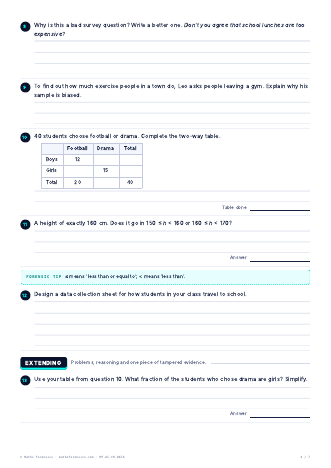 8 Why is this a bad survey question? Write a better one. Don't you agree that school lunches are too
expensive?
9 To find out how much exercise people in a town do, Leo asks people leaving a gym. Explain why his
sample is biased.
10 40 students choose football or drama. Complete the two-way table.
Football Drama Total
Boys 12
Girls 15
Total 20 40
Table done
11 A height of exactly 160 cm. Does it go in 150 ≤ h < 160 or 160 ≤ h < 170?
Answer
FORENSIC TIP ≤ means 'less than or equal to'; < means 'less than'.
12 Design a data collection sheet for how students in your class travel to school.
EXTENDING Problems, reasoning and one piece of tampered evidence.
13 Use your table from question 10. What fraction of the students who chose drama are girls? Simplify.
Answer